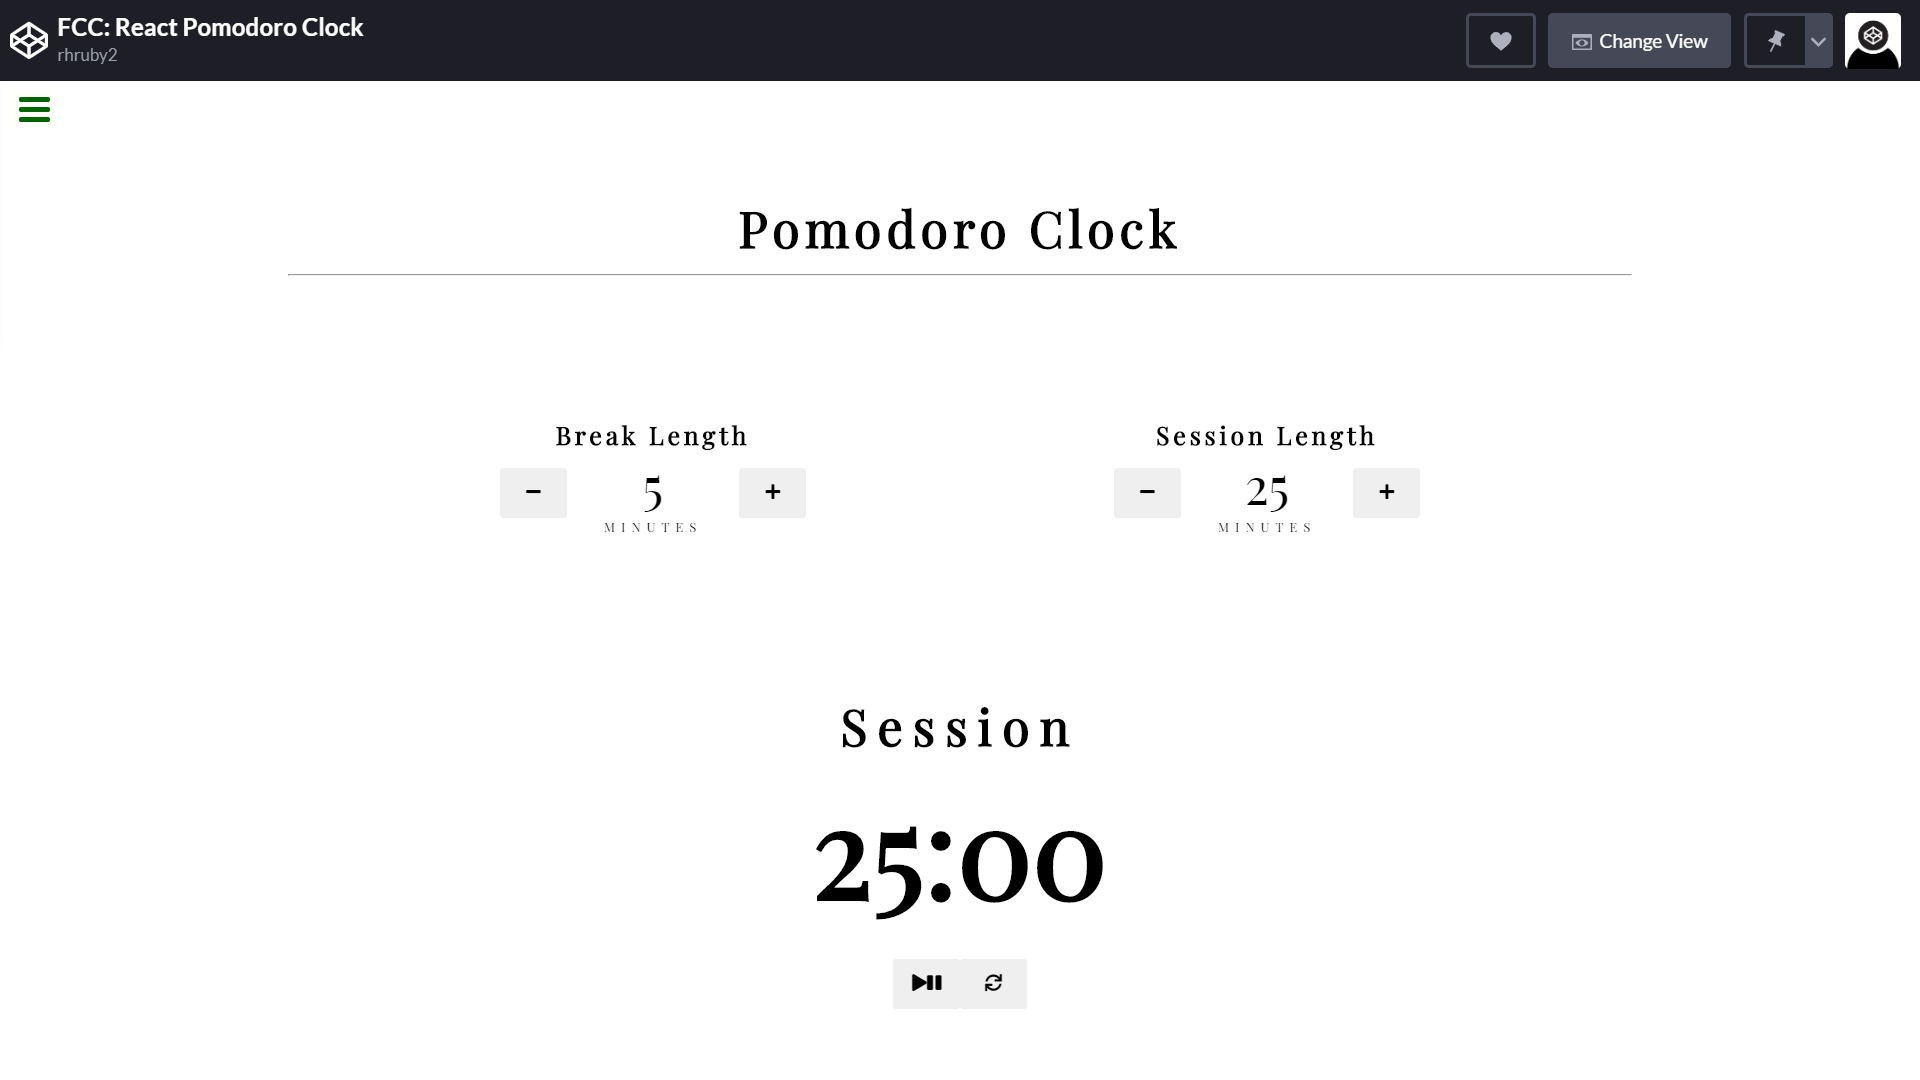 FCC: React Pomodoro Clock
rhruby2
Change View
Pomodoro Clock
Break Length
− 5 +
MINUTES
Session Length
− 25 +
MINUTES
Session
25:00